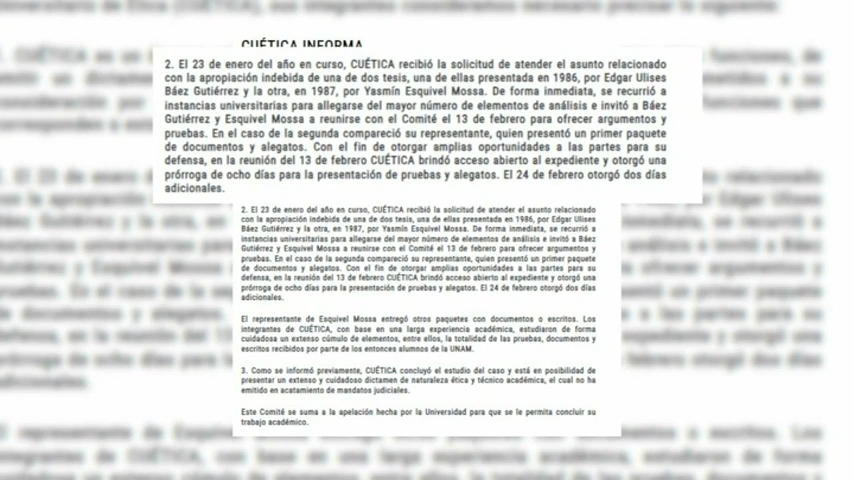 Universitario de Ética (CUÉTICA), sus integrantes consideramos necesario precisar lo siguiente:
CUÉTICA INFORMA
2. El 23 de enero del año en curso, CUÉTICA recibió la solicitud de atender el asunto relacionado
con la apropiación indebida de una de dos tesis, una de ellas presentada en 1986, por Edgar Ulises
Báez Gutiérrez y la otra, en 1987, por Yasmín Esquivel Mossa. De forma inmediata, se recurrió a
instancias universitarias para allegarse del mayor número de elementos de análisis e invitó a Báez
Gutiérrez y Esquivel Mossa a reunirse con el Comité el 13 de febrero para ofrecer argumentos y
pruebas. En el caso de la segunda compareció su representante, quien presentó un primer paquete
de documentos y alegatos. Con el fin de otorgar amplias oportunidades a las partes para su
defensa, en la reunión del 13 de febrero CUÉTICA brindó acceso abierto al expediente y otorgó una
prórroga de ocho días para la presentación de pruebas y alegatos. El 24 de febrero otorgó dos días
adicionales.
2. El 23 de enero del año en curso, CUÉTICA recibió la solicitud de atender el asunto relacionado
con la apropiación indebida de una de dos tesis, una de ellas presentada en 1986, por Edgar Ulises
Báez Gutiérrez y la otra, en 1987, por Yasmín Esquivel Mossa. De forma inmediata, se recurrió a
instancias universitarias para allegarse del mayor número de elementos de análisis e invitó a Báez
Gutiérrez y Esquivel Mossa a reunirse con el Comité el 13 de febrero para ofrecer argumentos y
pruebas. En el caso de la segunda compareció su representante, quien presentó un primer paquete
de documentos y alegatos. Con el fin de otorgar amplias oportunidades a las partes para su
defensa, en la reunión del 13 de febrero CUÉTICA brindó acceso abierto al expediente y otorgó una
prórroga de ocho días para la presentación de pruebas y alegatos. El 24 de febrero otorgó dos días
adicionales.
El representante de Esquivel Mossa entregó otros paquetes con documentos o escritos. Los
integrantes de CUÉTICA, con base en una larga experiencia académica, estudiaron de forma
cuidadosa un extenso cúmulo de elementos, entre ellos, la totalidad de las pruebas, documentos y
escritos recibidos por parte de los entonces alumnos de la UNAM.
3. Como se informó previamente, CUÉTICA concluyó el estudio del caso y está en posibilidad de
presentar un extenso y cuidadoso dictamen de naturaleza ética y técnico académica, el cual no ha
emitido en acatamiento de mandatos judiciales.
Este Comité se suma a la apelación hecha por la Universidad para que se le permita concluir su
trabajo académico.